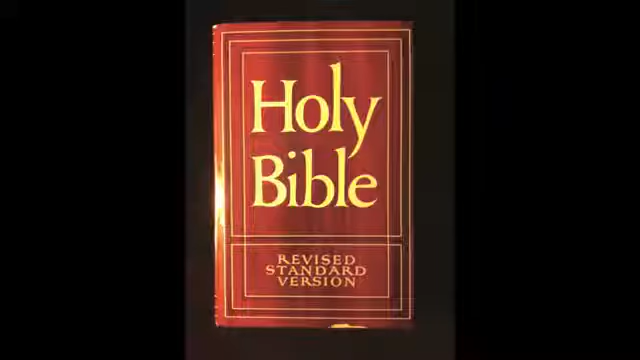 Holy
Bible
REVISED
STANDARD
VERSION